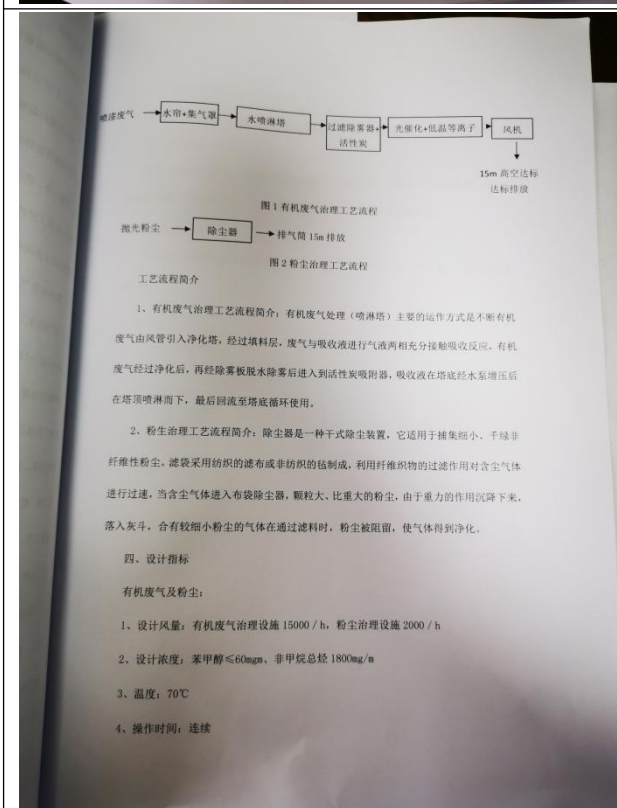 喷漆废气
水帘+集气罩
水喷淋塔
过滤除雾器+
活性炭
光催化+低温等离子
风机
15m 高空达标
达标排放
图 1 有机废气治理工艺流程
抛光粉尘
除尘器
排气筒 15m 排放
图 2 粉尘治理工艺流程
工艺流程简介
1、有机废气治理工艺流程简介：有机废气处理（喷淋塔）主要的运作方式是不断有机
废气由风管引入净化塔，经过填料层，废气与吸收液进行气液两相充分接触吸收反应，有机
废气经过净化后，再经除雾板脱水除雾后进入到活性炭吸附器，吸收液在塔底经水泵增压后
在塔顶喷淋而下，最后回流至塔底循环使用。
2、粉生治理工艺流程简介：除尘器是一种干式除尘装置，它适用于捕集细小、千绿非
纤维性粉尘。滤袋采用纺织的滤布或非纺织的毡制成，利用纤维织物的过滤作用对含尘气体
进行过速，当含尘气体进入布袋除尘器，颗粒大、比重大的粉尘，由于重力的作用沉降下来，
落入灰斗，合有较细小粉尘的气体在通过滤料时，粉尘被阻留，使气体得到净化。
四、设计指标
有机废气及粉尘：
1、设计风量：有机废气治理设施 15000 / h，粉尘治理设施 2000 / h
2、设计浓度：苯甲醇≤60mgm、非甲烷总烃 1800mg/m
3、温度：70℃
4、操作时间：连续